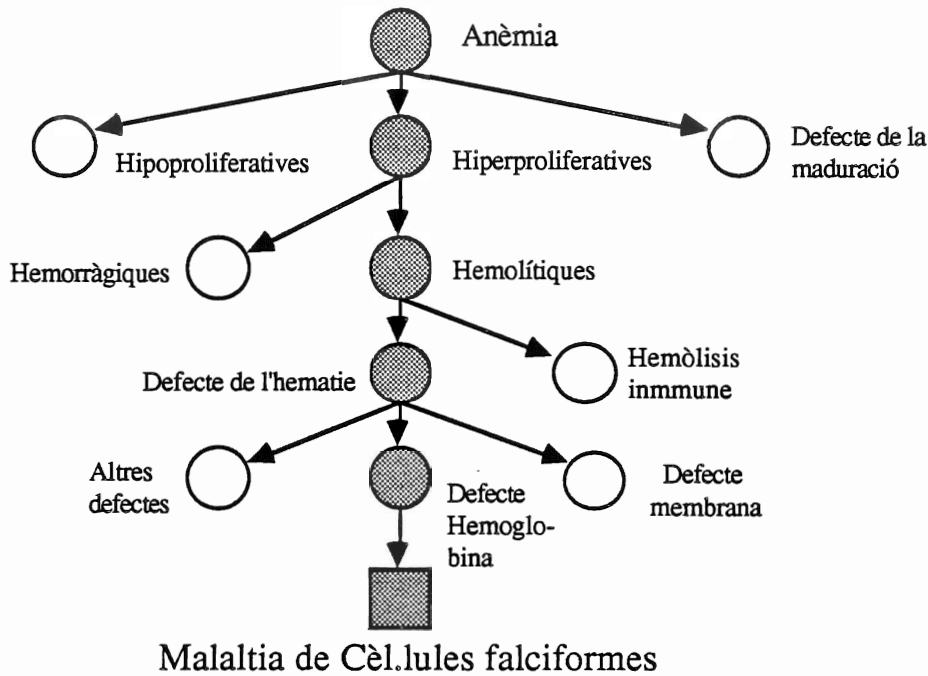 Anèmia
Hipoproliferatives
Hiperproliferatives
Defecte de la
maduració
Hemorràgiques
Hemolítiques
Defecte de l'hematie
Hemòlisis
inmmune
Altres
defectes
Defecte
Hemoglo-
bina
Defecte
membrana
Malaltia de Cèl.lules falciformes